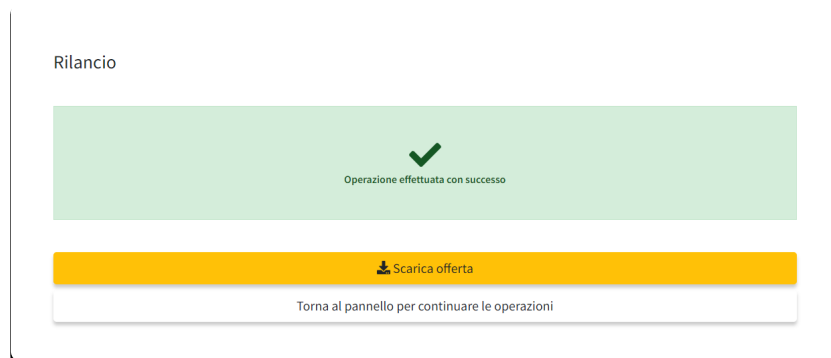 Rilancio
Operazione effettuata con successo
Scarica offerta
Torna al pannello per continuare le operazioni